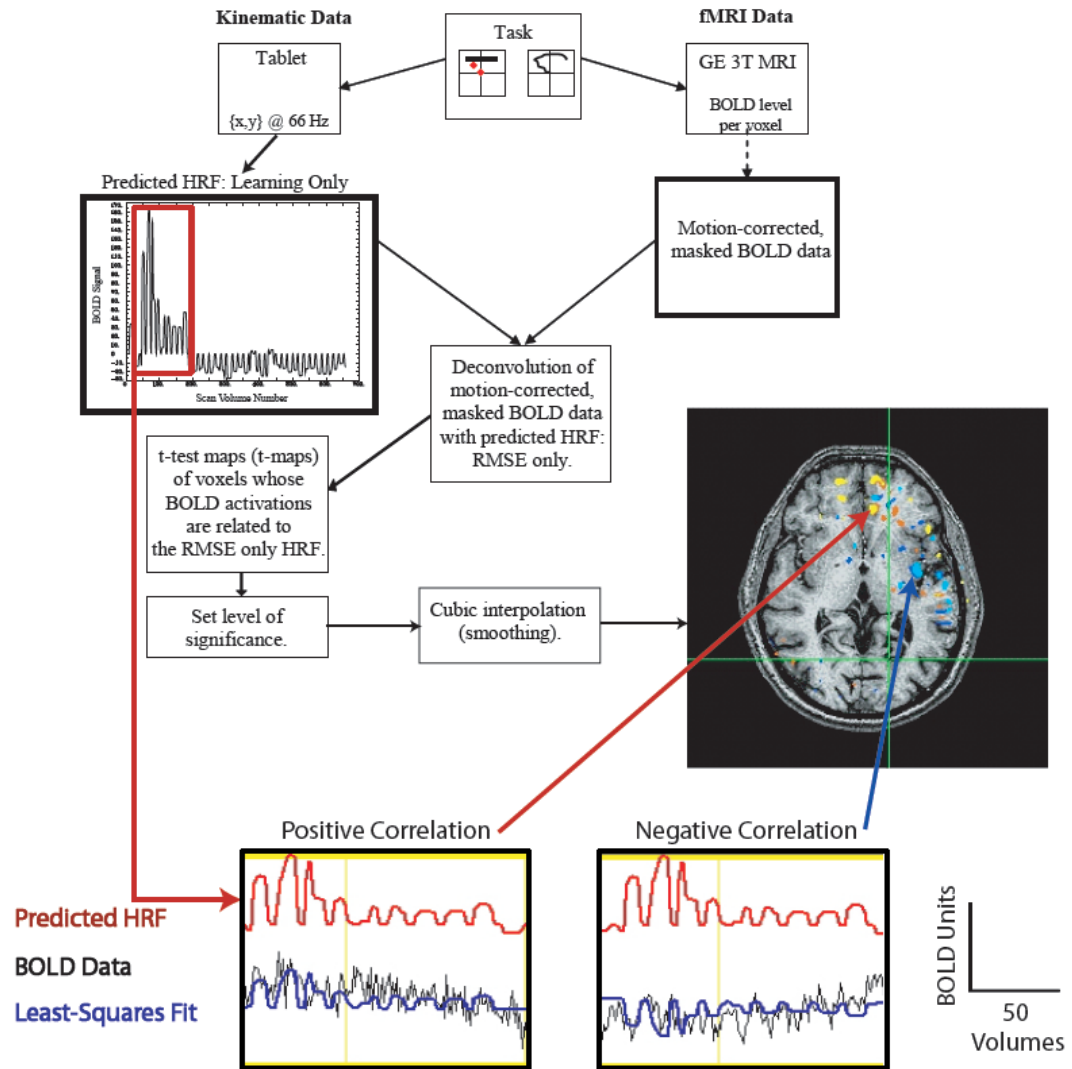 Kinematic Data
fMRI Data
Task
Tablet
{x,y} @ 66 Hz
GE 3T MRI
BOLD level
per voxel
Predicted HRF: Learning Only
BOLD Signal
Scan Volume Number
Motion-corrected,
masked BOLD data
Deconvolution of
motion-corrected,
masked BOLD data
with predicted HRF:
RMSE only.
t-test maps (t-maps)
of voxels whose
BOLD activations
are related to
the RMSE only HRF.
Set level of
significance.
Cubic interpolation
(smoothing).
Positive Correlation
Negative Correlation
Predicted HRF
BOLD Data
Least-Squares Fit
BOLD Units
50
Volumes